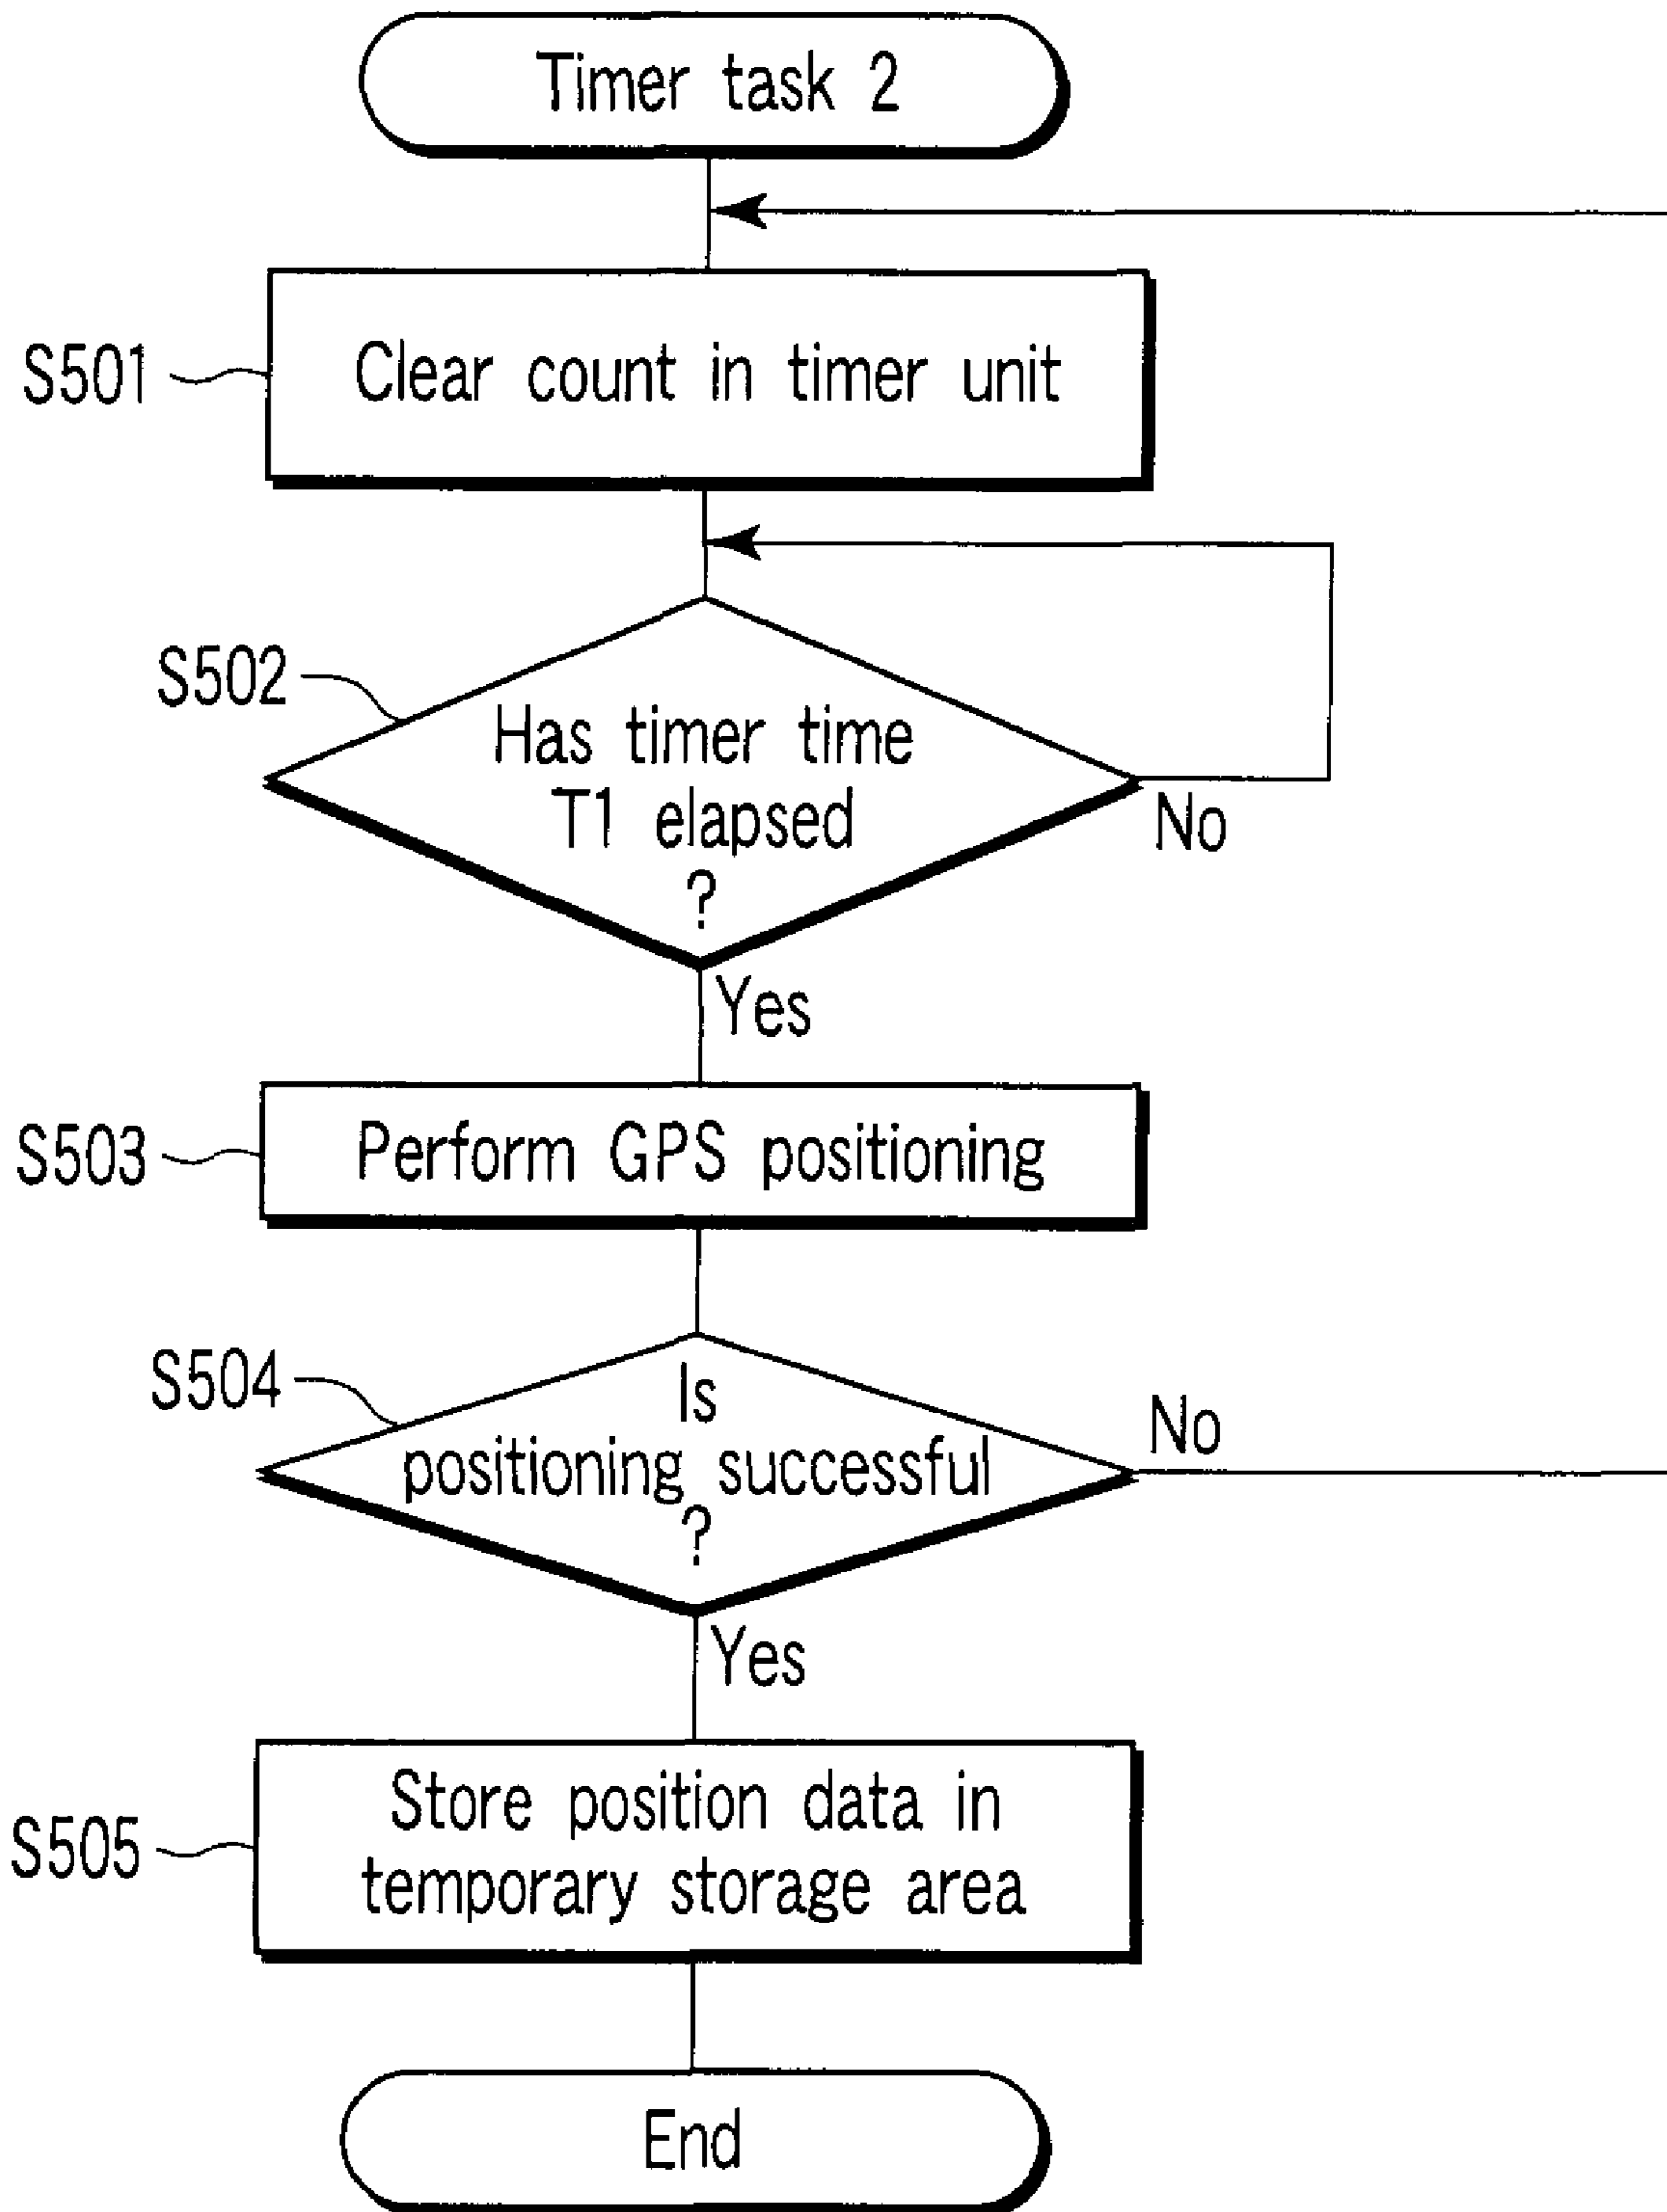 Timer task 2
S501
Clear count in timer unit
S502
Has timer time
T1 elapsed
?
No
Yes
S503
Perform GPS positioning
S504
Is
positioning successful
?
No
Yes
S505
Store position data in
temporary storage area
End